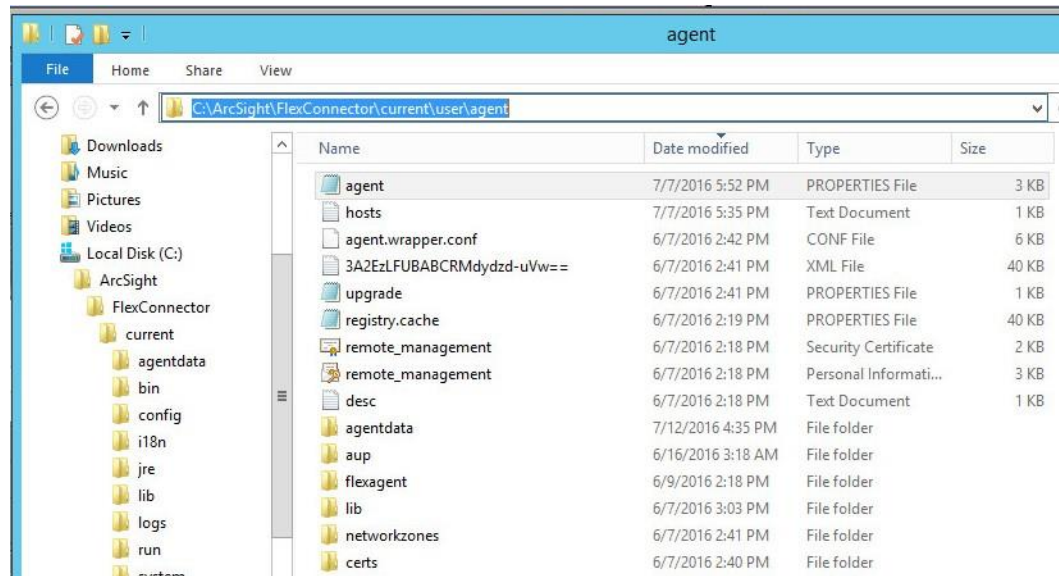 agent
File Home Share View
C:\ArcSight\FlexConnector\current\user\agent
Downloads
Music
Pictures
Videos
Local Disk (C:)
ArcSight
FlexConnector
current
agentdata
bin
config
i18n
jre
lib
logs
run
system
Name Date modified Type Size
agent 7/7/2016 5:52 PM PROPERTIES File 3 KB
hosts 7/7/2016 5:35 PM Text Document 1 KB
agent.wrapper.conf 6/7/2016 2:42 PM CONF File 6 KB
3A2EzLFUBABCRMdydzd-uVw== 6/7/2016 2:41 PM XML File 40 KB
upgrade 6/7/2016 2:41 PM PROPERTIES File 1 KB
registry.cache 6/7/2016 2:19 PM PROPERTIES File 40 KB
remote_management 6/7/2016 2:18 PM Security Certificate 2 KB
remote_management 6/7/2016 2:18 PM Personal Informati... 3 KB
desc 6/7/2016 2:18 PM Text Document 1 KB
agentdata 7/12/2016 4:35 PM File folder
aup 6/16/2016 3:18 AM File folder
flexagent 6/9/2016 2:18 PM File folder
lib 6/7/2016 3:03 PM File folder
networkzones 6/7/2016 2:41 PM File folder
certs 6/7/2016 2:40 PM File folder